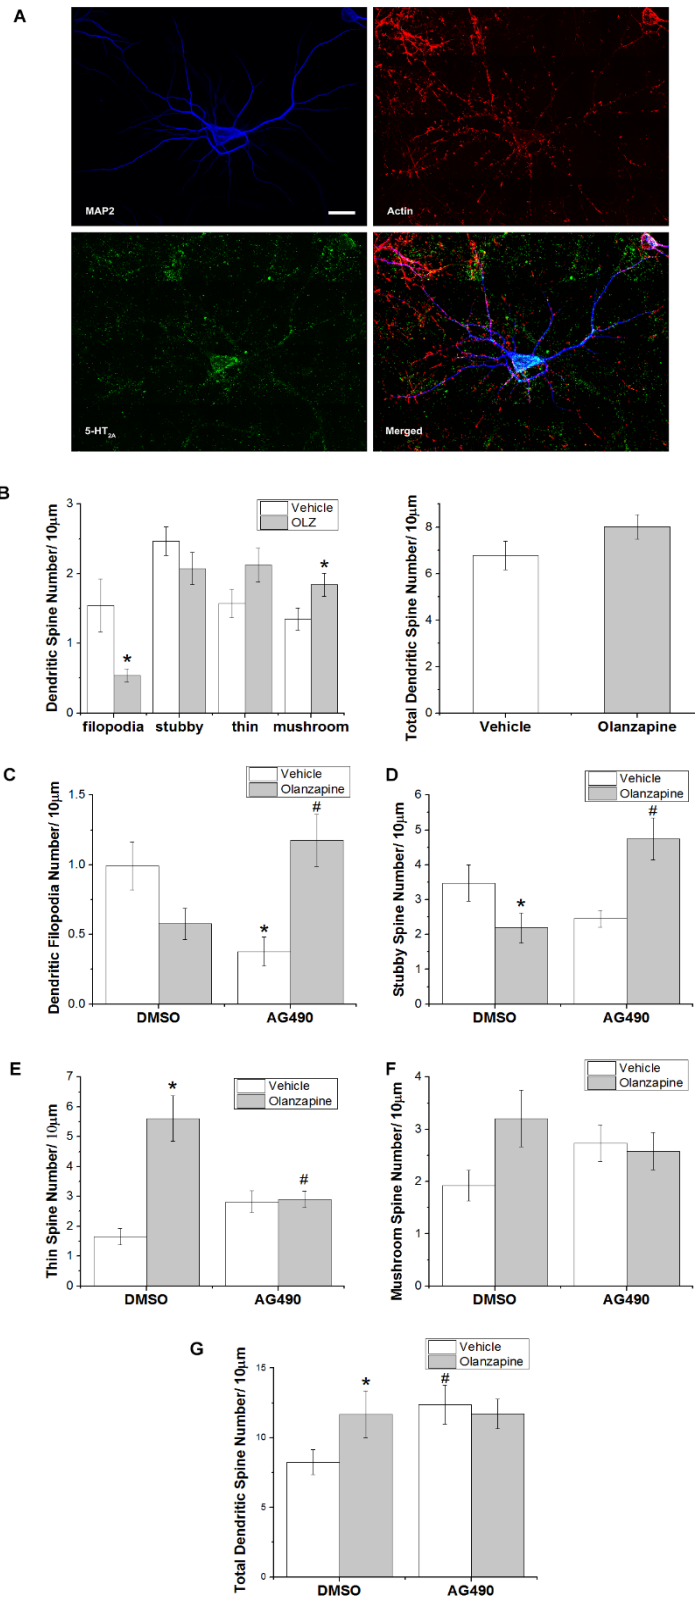 A
MAP2
Actin
5-HT2A
Merged
B
Dendritic Spine Number/ 10μm
3
2
1
0
Vehicle
OLZ
*
*
filopodia stubby thin mushroom
Total Dendritic Spine Number/ 10μm
8
6
4
2
0
Vehicle Olanzapine
C
Dendritic Filopodia Number/ 10μm
1.5
1.0
0.5
0.0
Vehicle
Olanzapine
*
#
DMSO AG490
D
Stubby Spine Number/ 10μm
6
5
4
3
2
1
0
Vehicle
Olanzapine
*
#
DMSO AG490
E
Thin Spine Number/ 10μm
7
6
5
4
3
2
1
0
Vehicle
Olanzapine
*
#
DMSO AG490
F
Mushroom Spine Number/ 10μm
4
3
2
1
0
Vehicle
Olanzapine
DMSO AG490
G
Total Dendritic Spine Number/ 10μm
15
10
5
0
Vehicle
Olanzapine
*
#
DMSO AG490